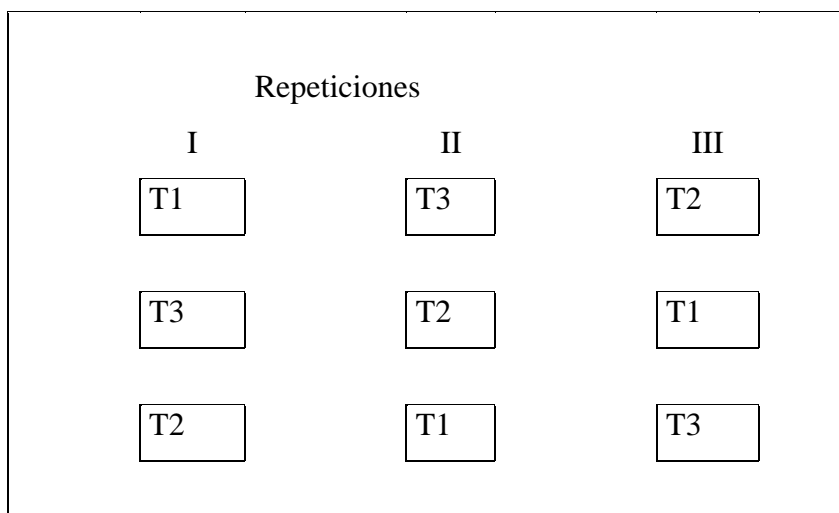 Repeticiones
I II III
T1 T3 T2
T3 T2 T1
T2 T1 T3